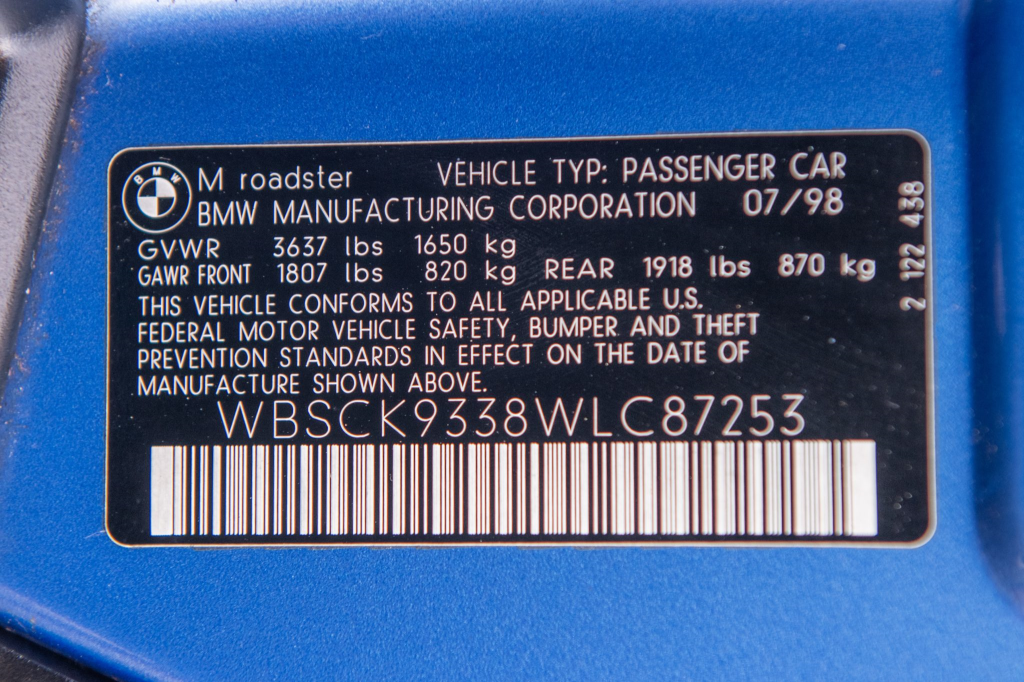 BMW
M roadster VEHICLE TYP: PASSENGER CAR
BMW MANUFACTURING CORPORATION 07/98
GVWR 3637 lbs 1650 kg
GAWR FRONT 1807 lbs 820 kg REAR 1918 lbs 870 kg
THIS VEHICLE CONFORMS TO ALL APPLICABLE U.S.
FEDERAL MOTOR VEHICLE SAFETY, BUMPER AND THEFT
PREVENTION STANDARDS IN EFFECT ON THE DATE OF
MANUFACTURE SHOWN ABOVE.
WBSCK9338WLC87253
2 122 438